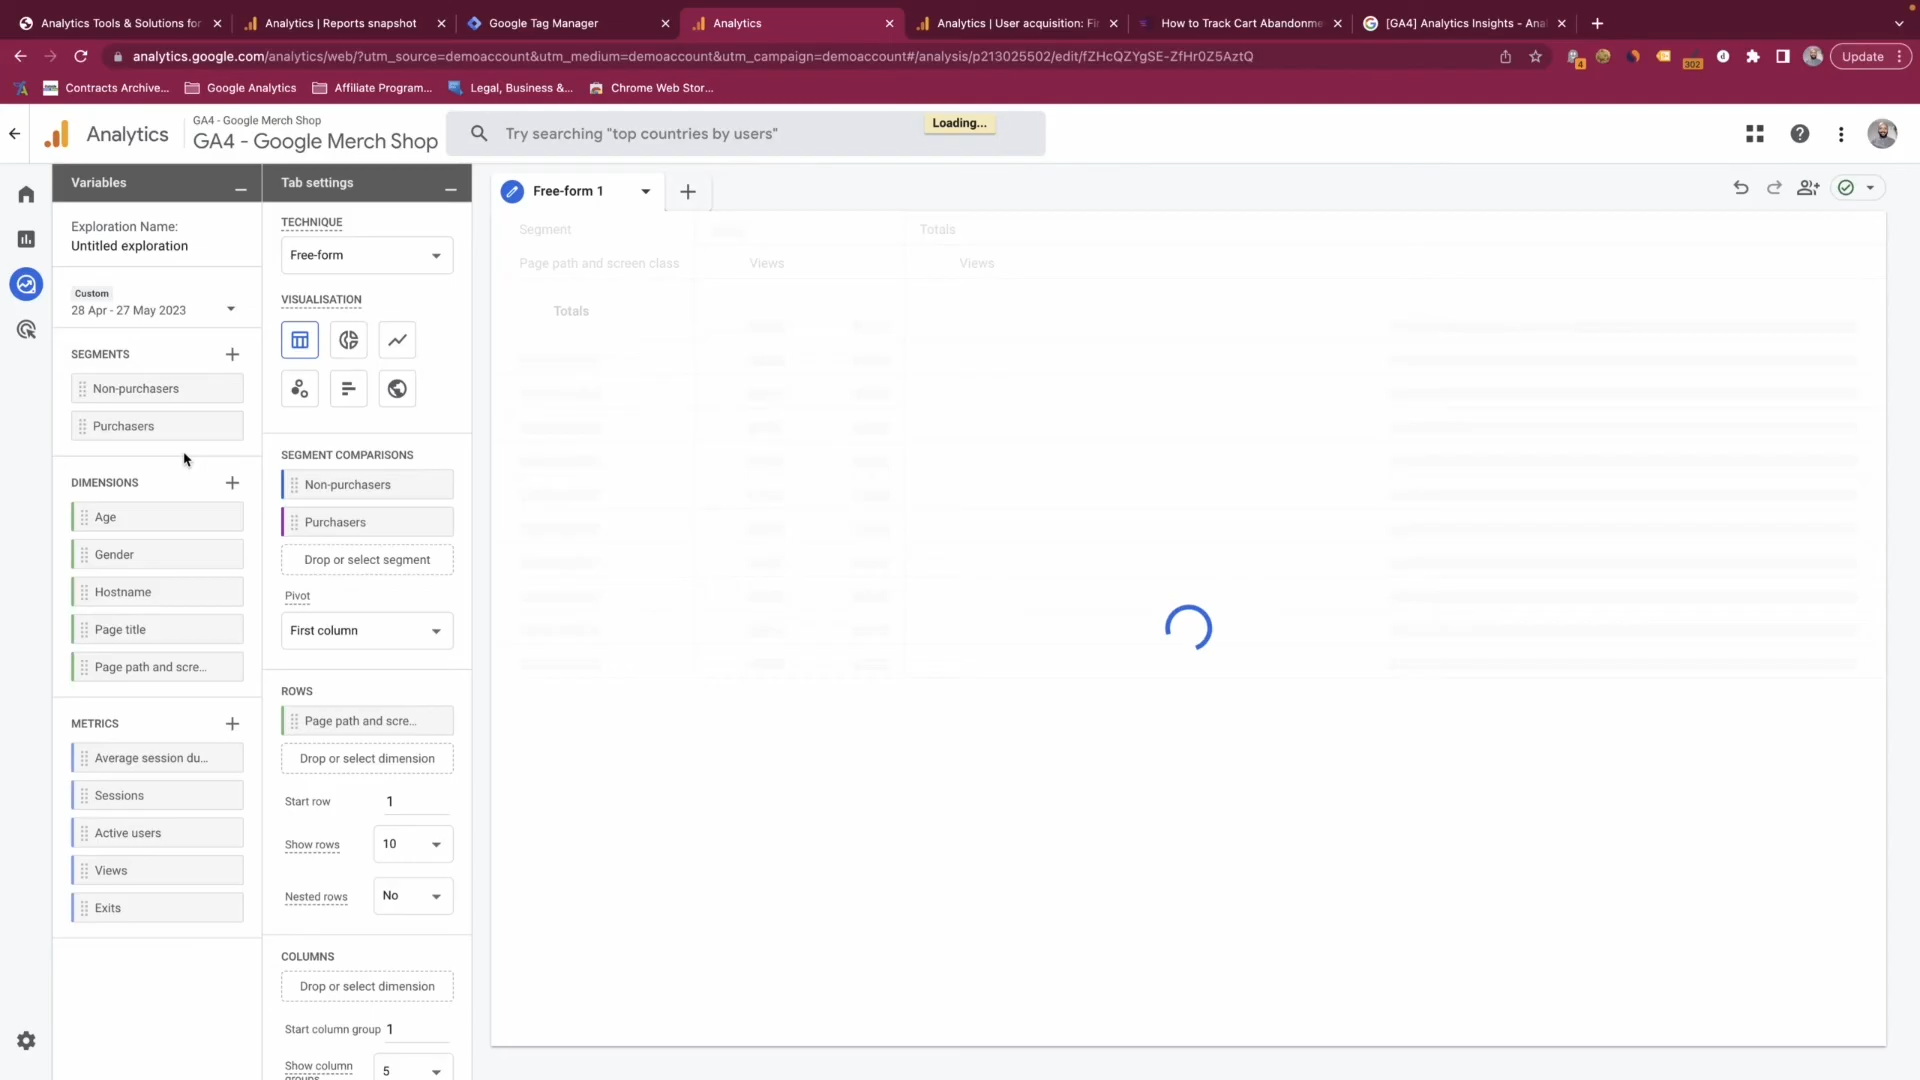 Analytics Tools & Solutions for
Analytics | Reports snapshot
Google Tag Manager
Analytics
Analytics | User acquisition: Fi
How to Track Cart Abandonme
[GA4] Analytics Insights - Anal
analytics.google.com/analytics/web/?utm_source=demoaccount&utm_medium=demoaccount&utm_campaign=demoaccount#/analysis/p213025502/edit/fZHcQZYgSE-ZfHr0Z5AztQ
4
302
Update
Contracts Archive...
Google Analytics
Affiliate Program...
Legal, Business &...
Chrome Web Stor...
Analytics
GA4 - Google Merch Shop
GA4 - Google Merch Shop
Try searching "top countries by users"
Loading...
Variables
Exploration Name:
Untitled exploration
Custom
28 Apr - 27 May 2023
SEGMENTS
Non-purchasers
Purchasers
DIMENSIONS
Age
Gender
Hostname
Page title
Page path and scre...
METRICS
Average session du...
Sessions
Active users
Views
Exits
Tab settings
TECHNIQUE
Free-form
VISUALISATION
SEGMENT COMPARISONS
Non-purchasers
Purchasers
Drop or select segment
Pivot
First column
ROWS
Page path and scre...
Drop or select dimension
Start row 1
Show rows 10
Nested rows No
COLUMNS
Drop or select dimension
Start column group 1
Show column
groups
5
Free-form 1
Segment
Totals
Page path and screen class
Views
Views
Totals